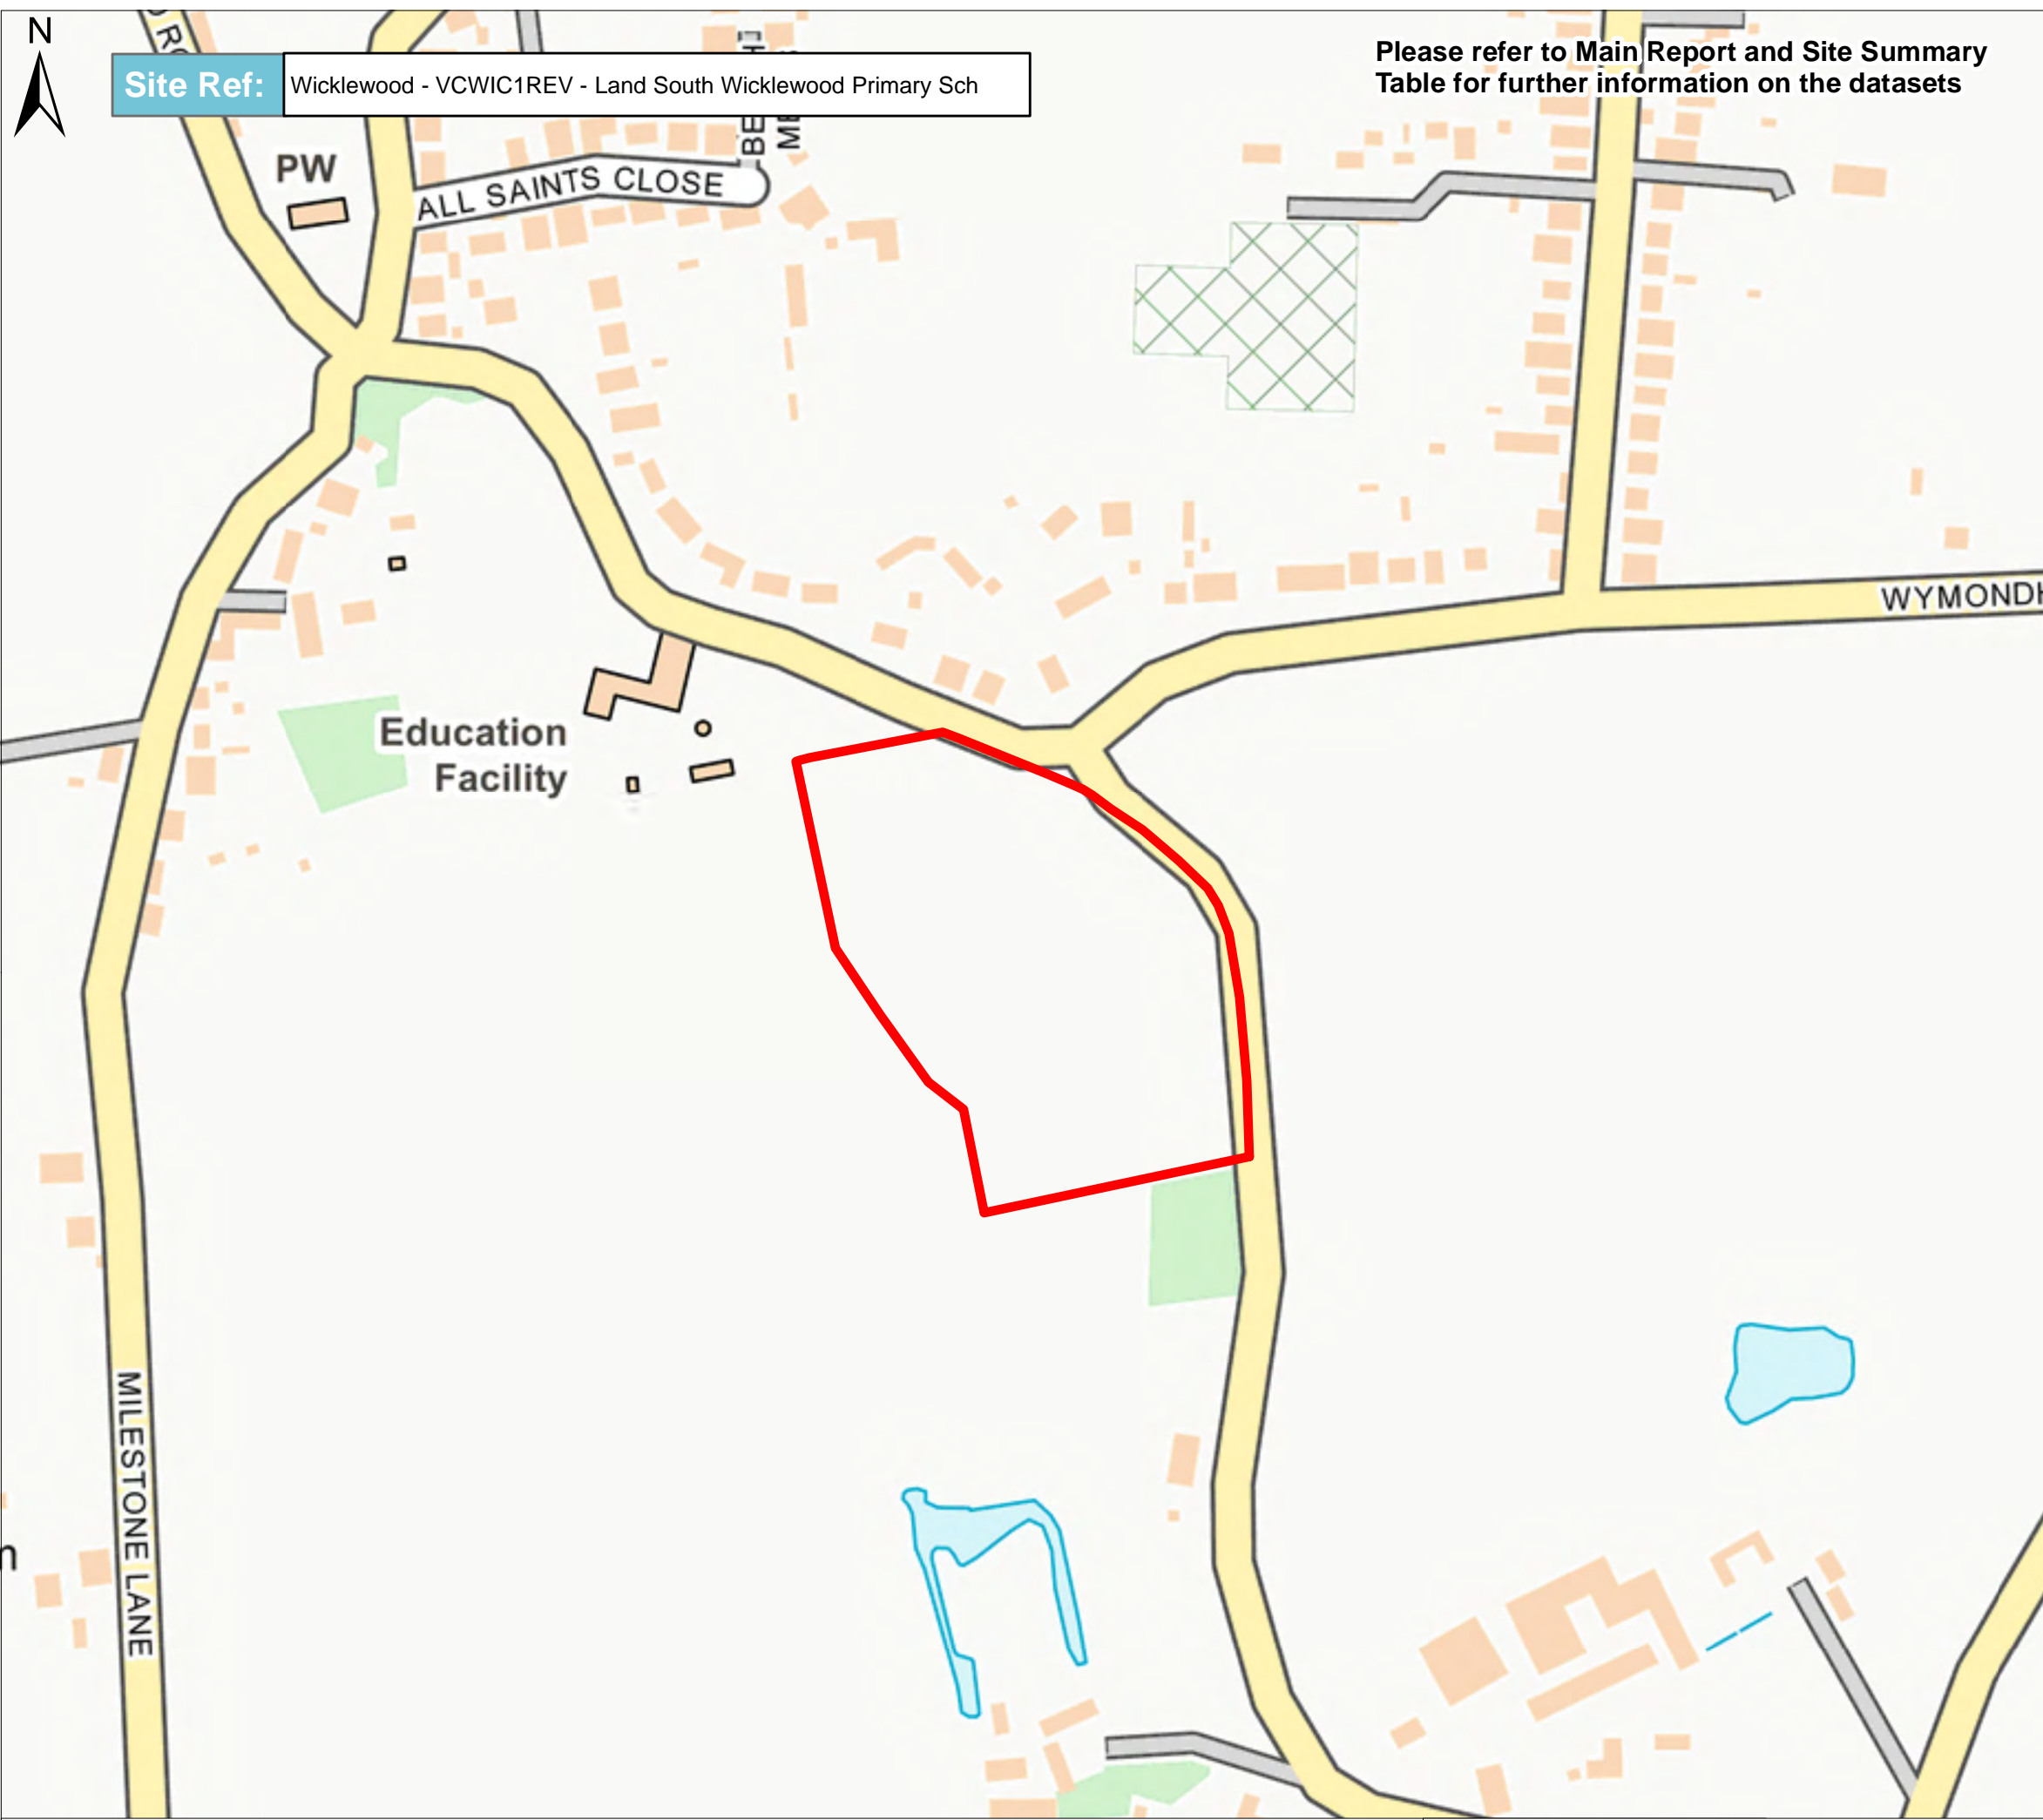 N
Site Ref: Wicklewood - VCWIC1REV - Land South Wicklewood Primary Sch
Please refer to Main Report and Site Summary
Table for further information on the datasets
PW
ALL SAINTS CLOSE
WYMONDH
Education
Facility
MILESTONE LANE